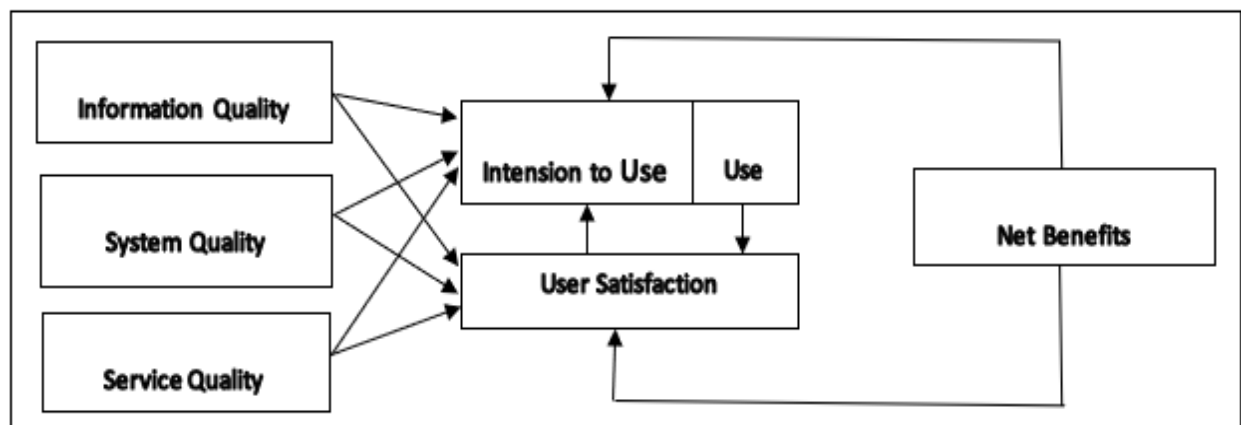 Information Quality
System Quality
Service Quality
Intension to Use
Use
User Satisfaction
Net Benefits